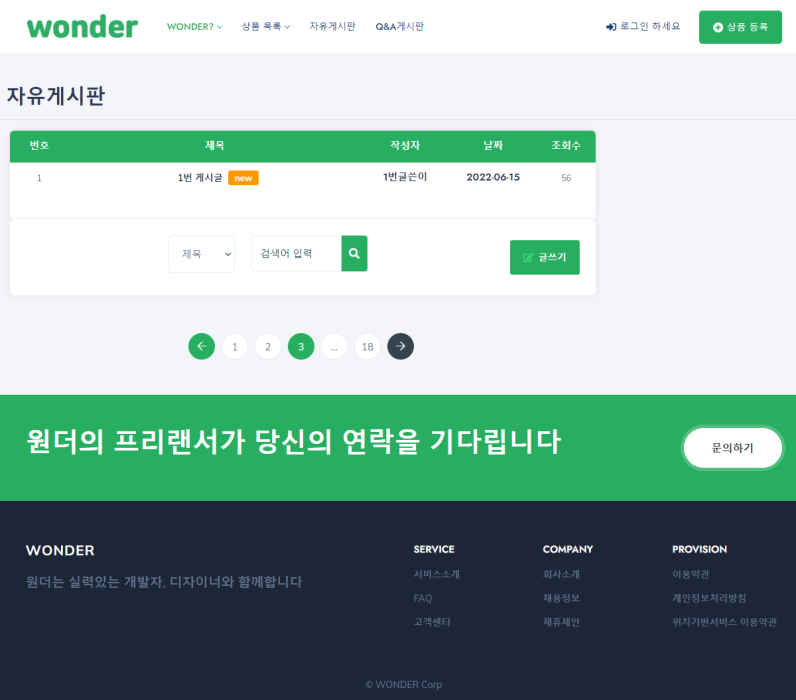 wonder WONDER? 상품 목록 자유게시판 Q&A게시판 로그인 하세요 상품 등록
자유게시판
번호 제목 작성자 날짜 조회수
1 1번 게시글 new 1번글쓴이 2022-06-15 56
제목 검색어 입력 글쓰기
1 2 3 ... 18
원더의 프리랜서가 당신의 연락을 기다립니다 문의하기
WONDER SERVICE COMPANY PROVISION
원더는 실력있는 개발자, 디자이너와 함께합니다 서비스소개 회사소개 이용약관
FAQ 채용정보 개인정보처리방침
고객센터 제휴제안 위치기반서비스 이용약관
© WONDER Corp